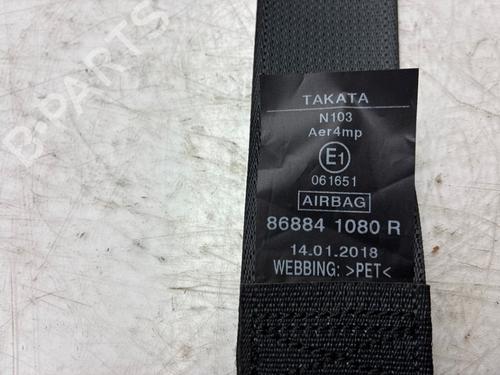 B-PARTS
TAKATA
N103
Aer4mp
E1
061651
AIRBAG
86884 1080 R
14.01.2018
WEBBING: >PET<